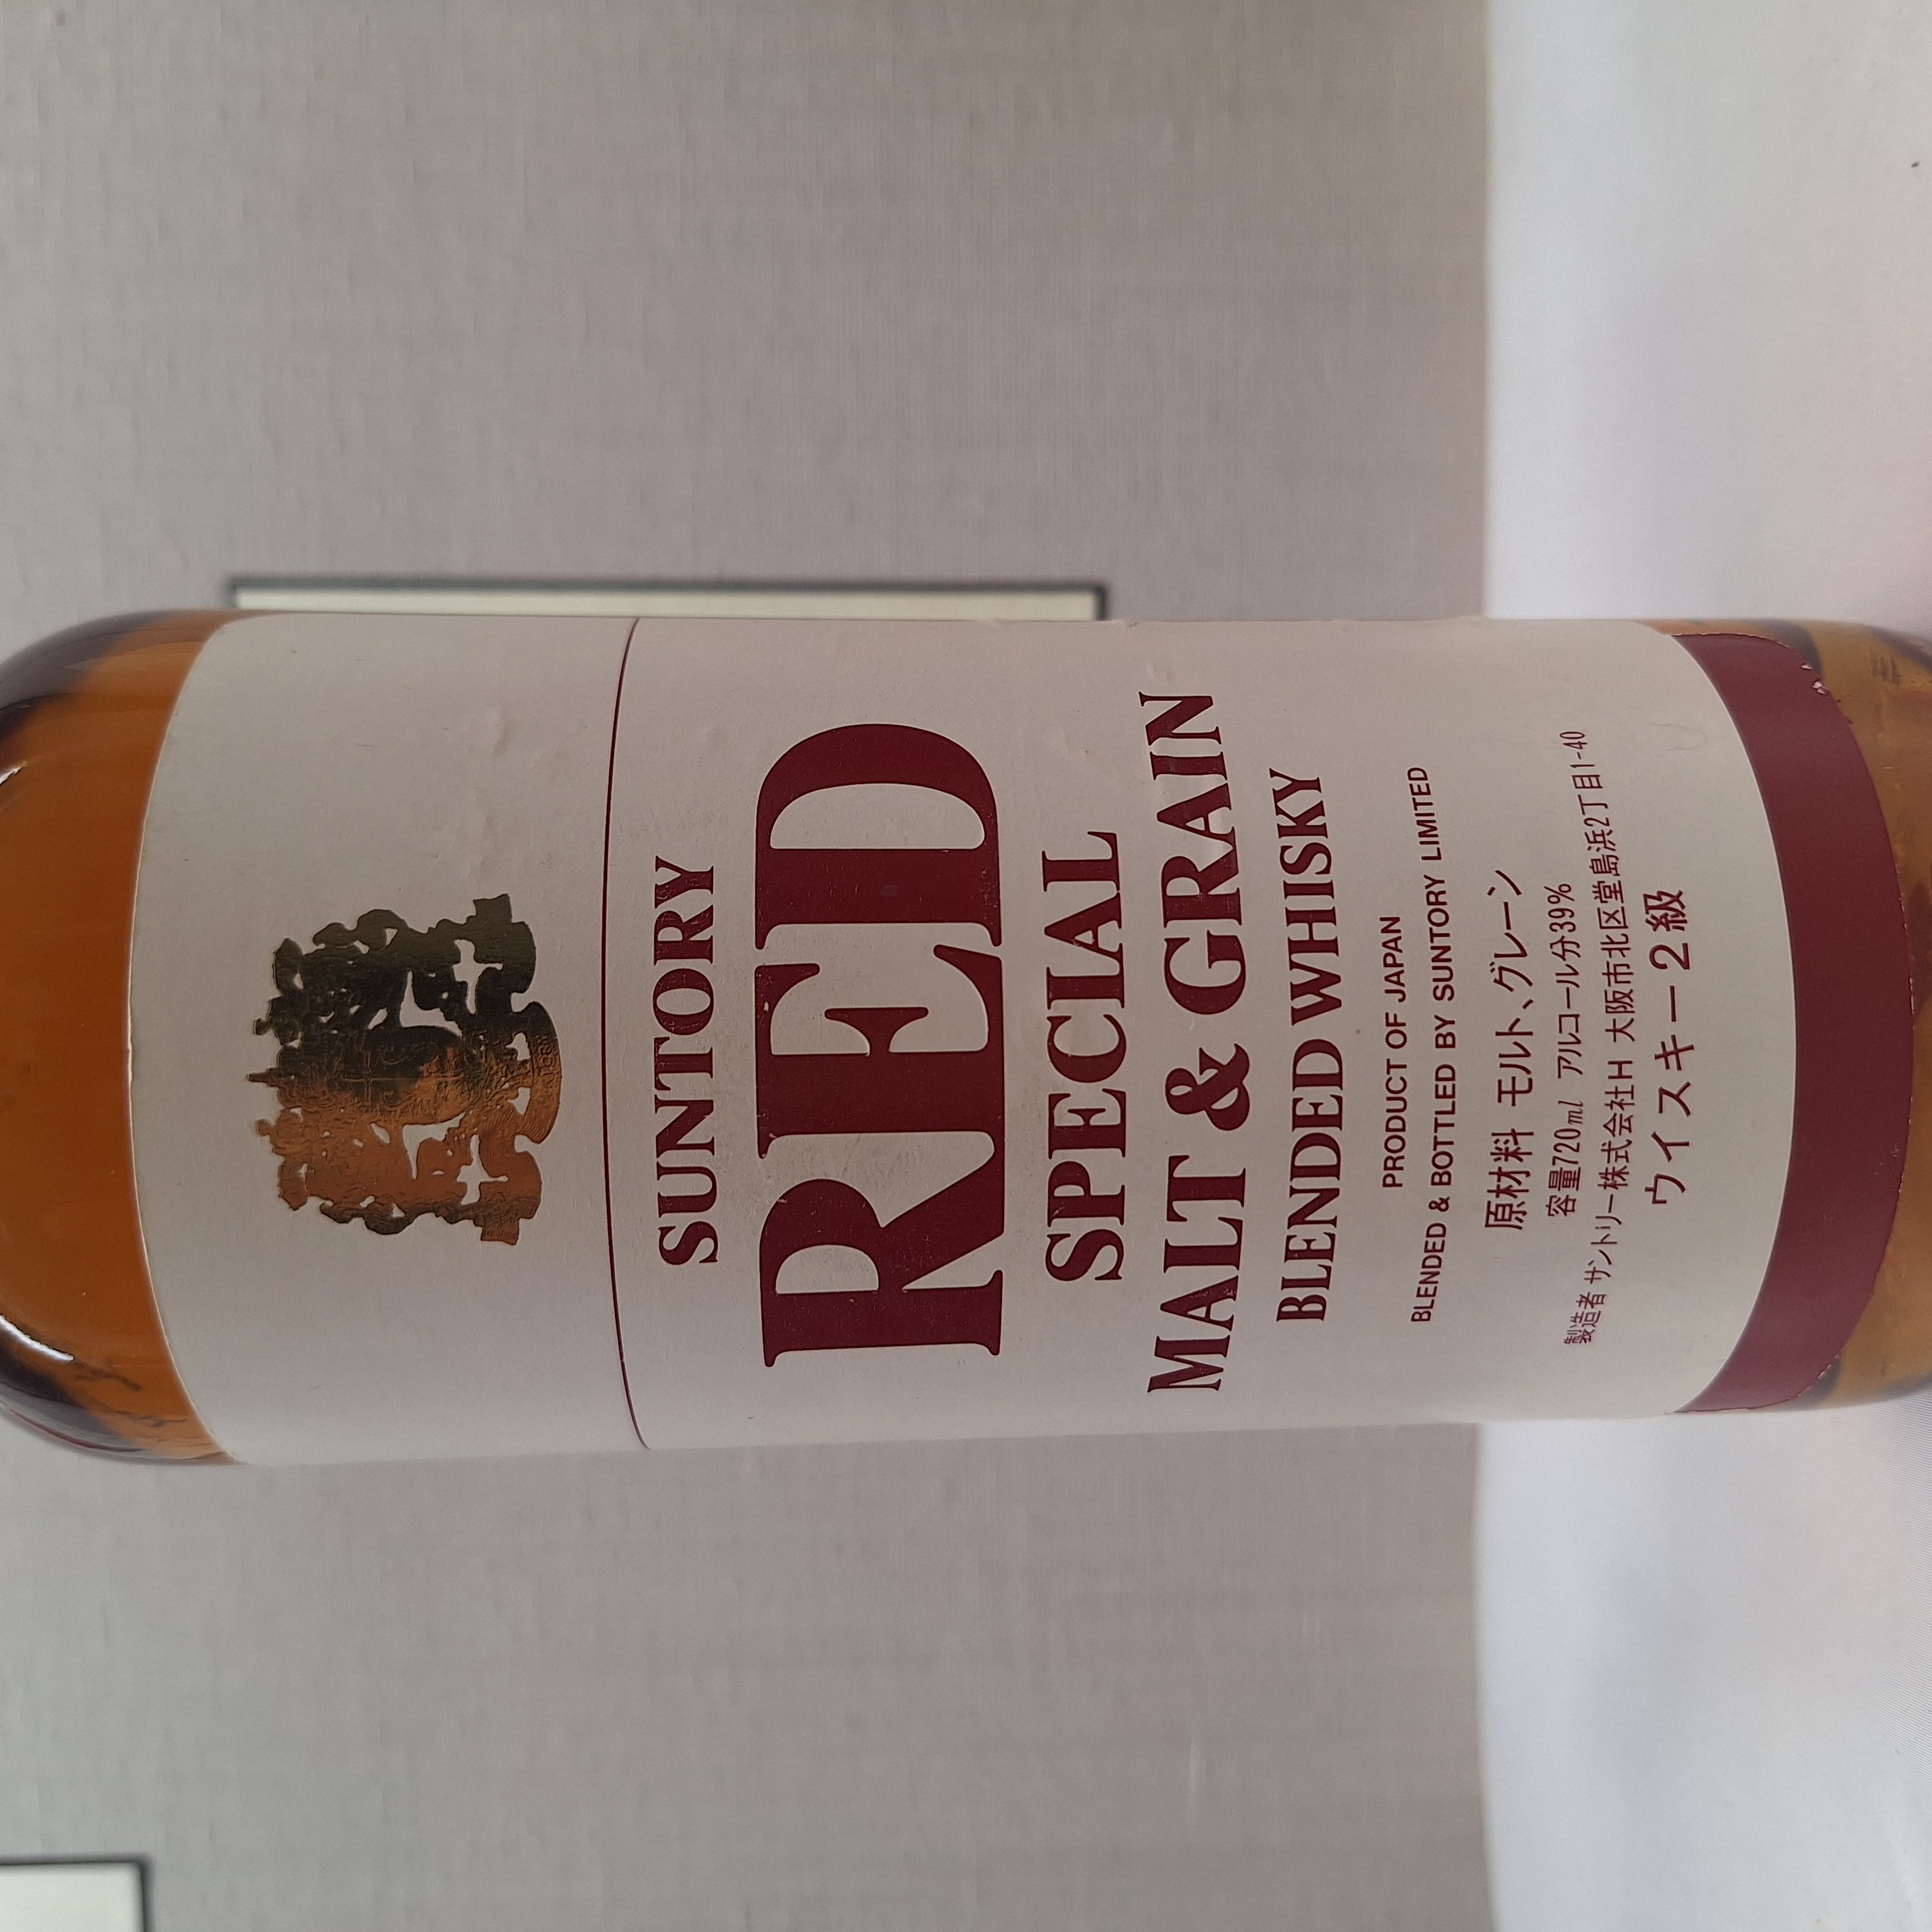 SUNTORY
RED
SPECIAL
MALT & GRAIN
BLENDED WHISKY
PRODUCT OF JAPAN
BLENDED & BOTTLED BY SUNTORY LIMITED
原材料 モルト、グレーン
容量720ml アルコール分39%
製造者 サントリー株式会社H 大阪市北区堂島浜2丁目1-40
ウイスキー2級